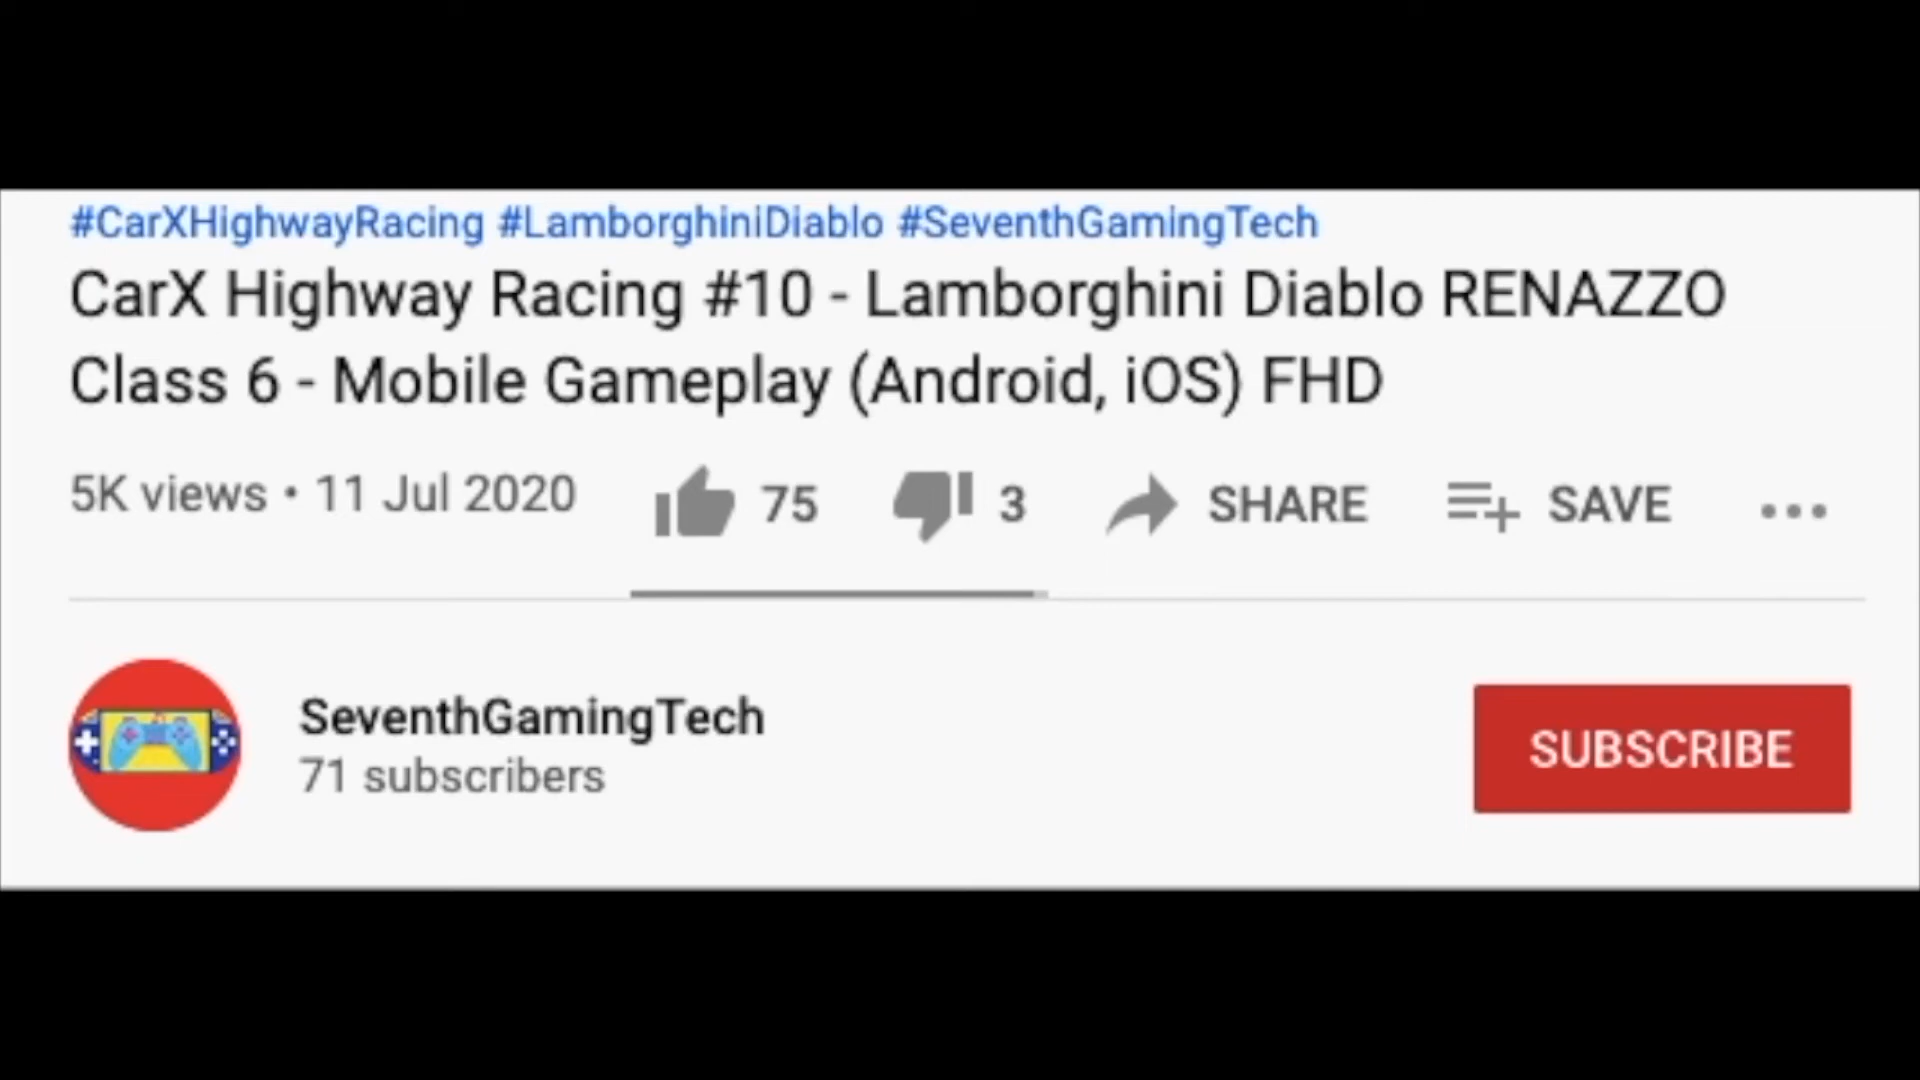 #CarXHighwayRacing #LamborghiniDiablo #SeventhGamingTech
CarX Highway Racing #10 - Lamborghini Diablo RENAZZO
Class 6 - Mobile Gameplay (Android, iOS) FHD
5K views • 11 Jul 2020 75 3 SHARE SAVE ...
SeventhGamingTech
71 subscribers
SUBSCRIBE